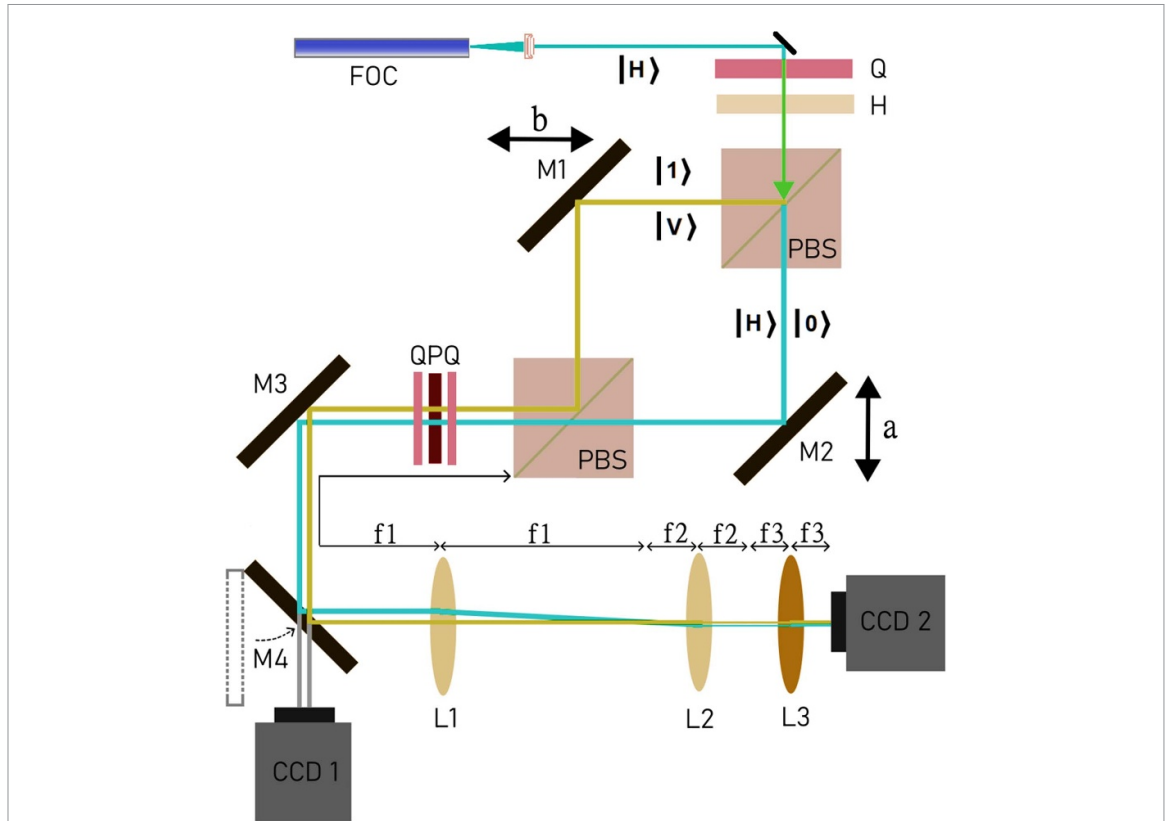 FOC
|H⟩
Q
H
b
M1
|1⟩
|V⟩
PBS
|H⟩ |0⟩
QPQ
M3
PBS
M2
a
f1
f1
f2
f2
f3
f3
M4
CCD 2
L1
L2
L3
CCD 1